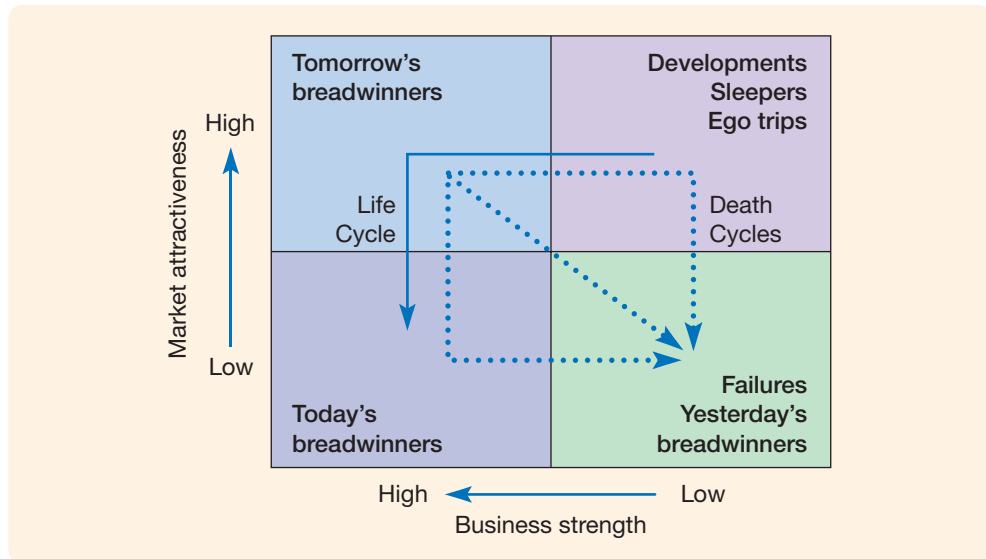 Tomorrow's
breadwinners
Developments
Sleepers
Ego trips
High
Market attractiveness
Low
Life
Cycle
Death
Cycles
Today's
breadwinners
Failures
Yesterday's
breadwinners
High
Low
Business strength